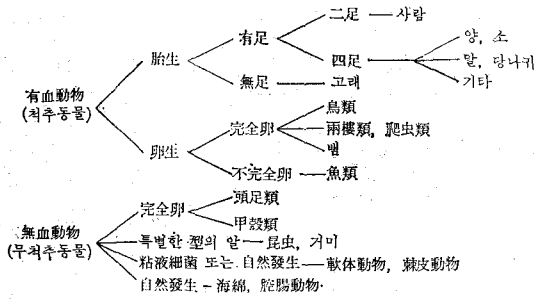 二足 — 사람
有足
양, 소
胎生
四足
말, 당나귀
無足 — 고래
기타
有血動物
(척추동물)
鳥類
完全卵
兩棲類, 爬虫類
卵生
뱀
不完全卵 — 魚類
頭足類
完全卵
甲殼類
無血動物
(무척추동물)
특별한 型의 알 — 昆虫, 거미
粘液細菌 또는 自然發生 — 軟体動物, 棘皮動物
自然發生 - 海綿, 腔腸動物